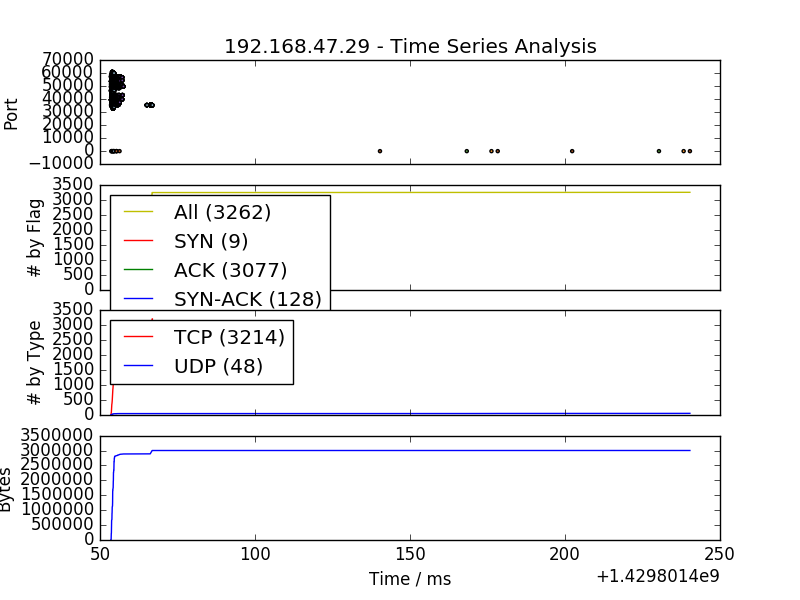 192.168.47.29 - Time Series Analysis
70000
60000
50000
40000
30000
20000
10000
0
−10000
Port
3500
3000
2500
2000
1500
1000
500
0
# by Flag
All (3262)
SYN (9)
ACK (3077)
SYN-ACK (128)
3500
3000
2500
2000
1500
1000
500
0
# by Type
TCP (3214)
UDP (48)
3500000
3000000
2500000
2000000
1500000
1000000
500000
0
Bytes
50
100
150
200
250
Time / ms
+1.4298014e9